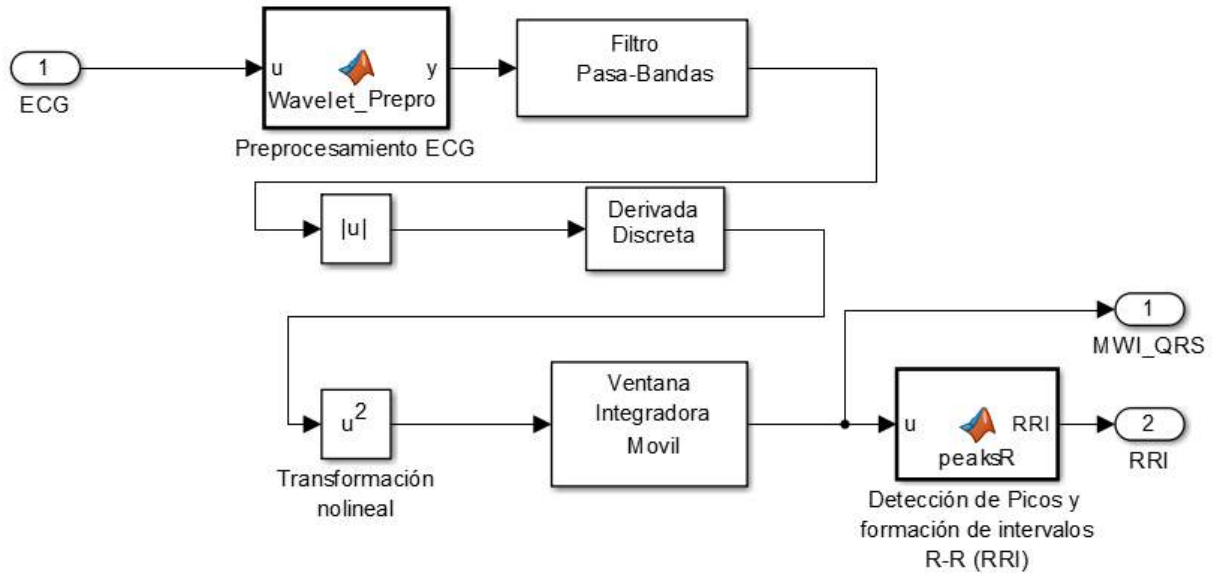 1
ECG
u
y
Wavelet_Prepro
Preprocesamiento ECG
Filtro
Pasa-Bandas
|u|
Derivada
Discreta
u²
Transformación
nolineal
Ventana
Integradora
Movil
1
MWI_QRS
u
RRI
peaksR
Detección de Picos y
formación de intervalos
R-R (RRI)
2
RRI